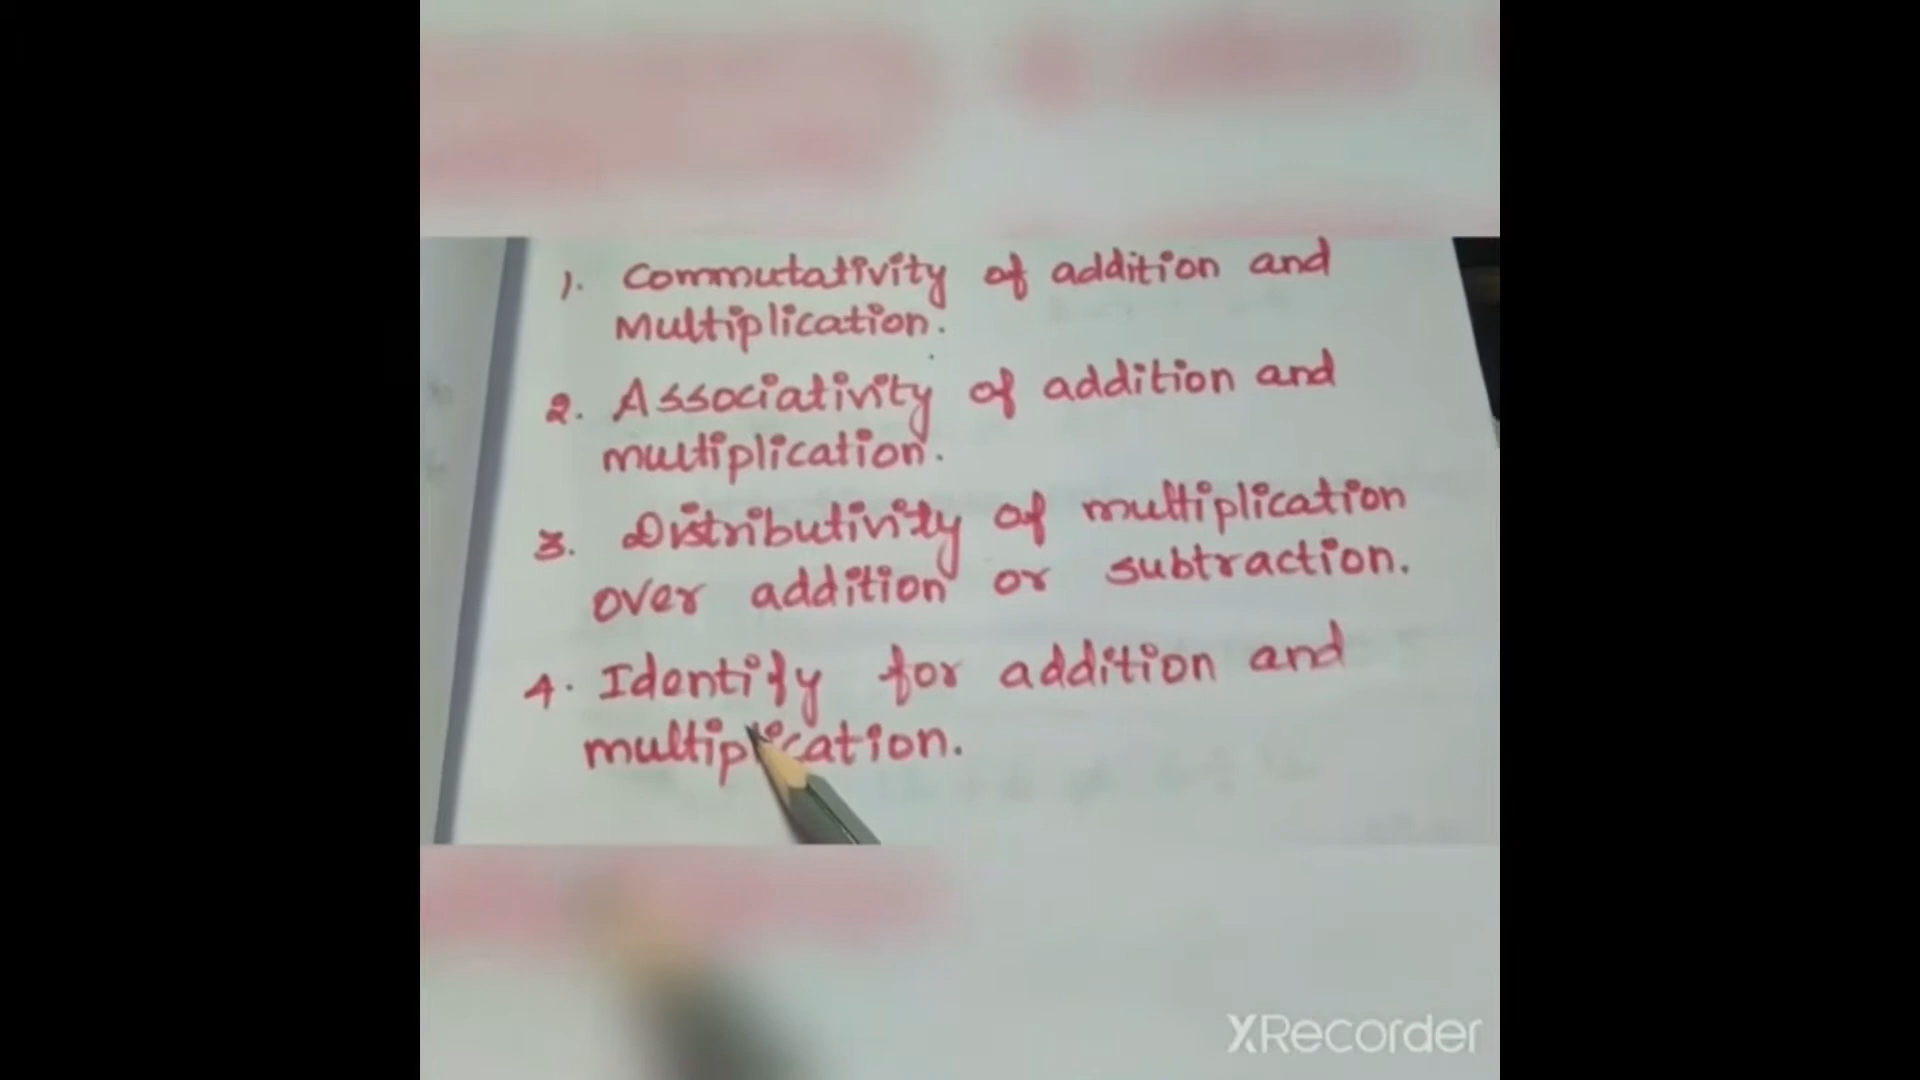 1. Commutativity of addition and
Multiplication.
2. Associativity of addition and
multiplication.
3. Distributivity of multiplication
over addition or subtraction.
4. Identity for addition and
multiplication.
XRecorder